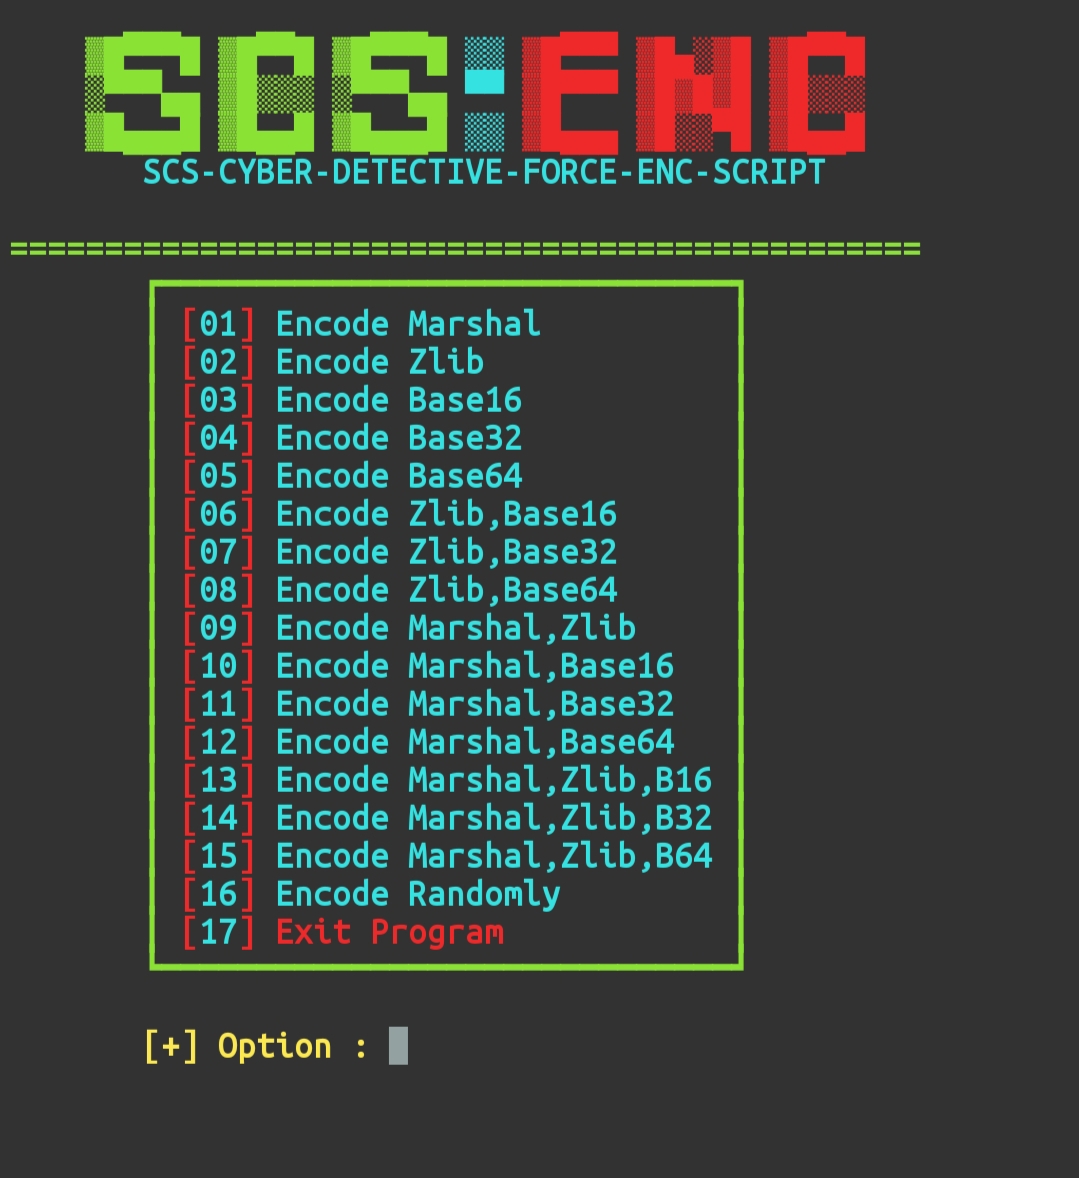 SCS-ENC
SCS-CYBER-DETECTIVE-FORCE-ENC-SCRIPT
================================================
[01] Encode Marshal
[02] Encode Zlib
[03] Encode Base16
[04] Encode Base32
[05] Encode Base64
[06] Encode Zlib,Base16
[07] Encode Zlib,Base32
[08] Encode Zlib,Base64
[09] Encode Marshal,Zlib
[10] Encode Marshal,Base16
[11] Encode Marshal,Base32
[12] Encode Marshal,Base64
[13] Encode Marshal,Zlib,B16
[14] Encode Marshal,Zlib,B32
[15] Encode Marshal,Zlib,B64
[16] Encode Randomly
[17] Exit Program
[+] Option :